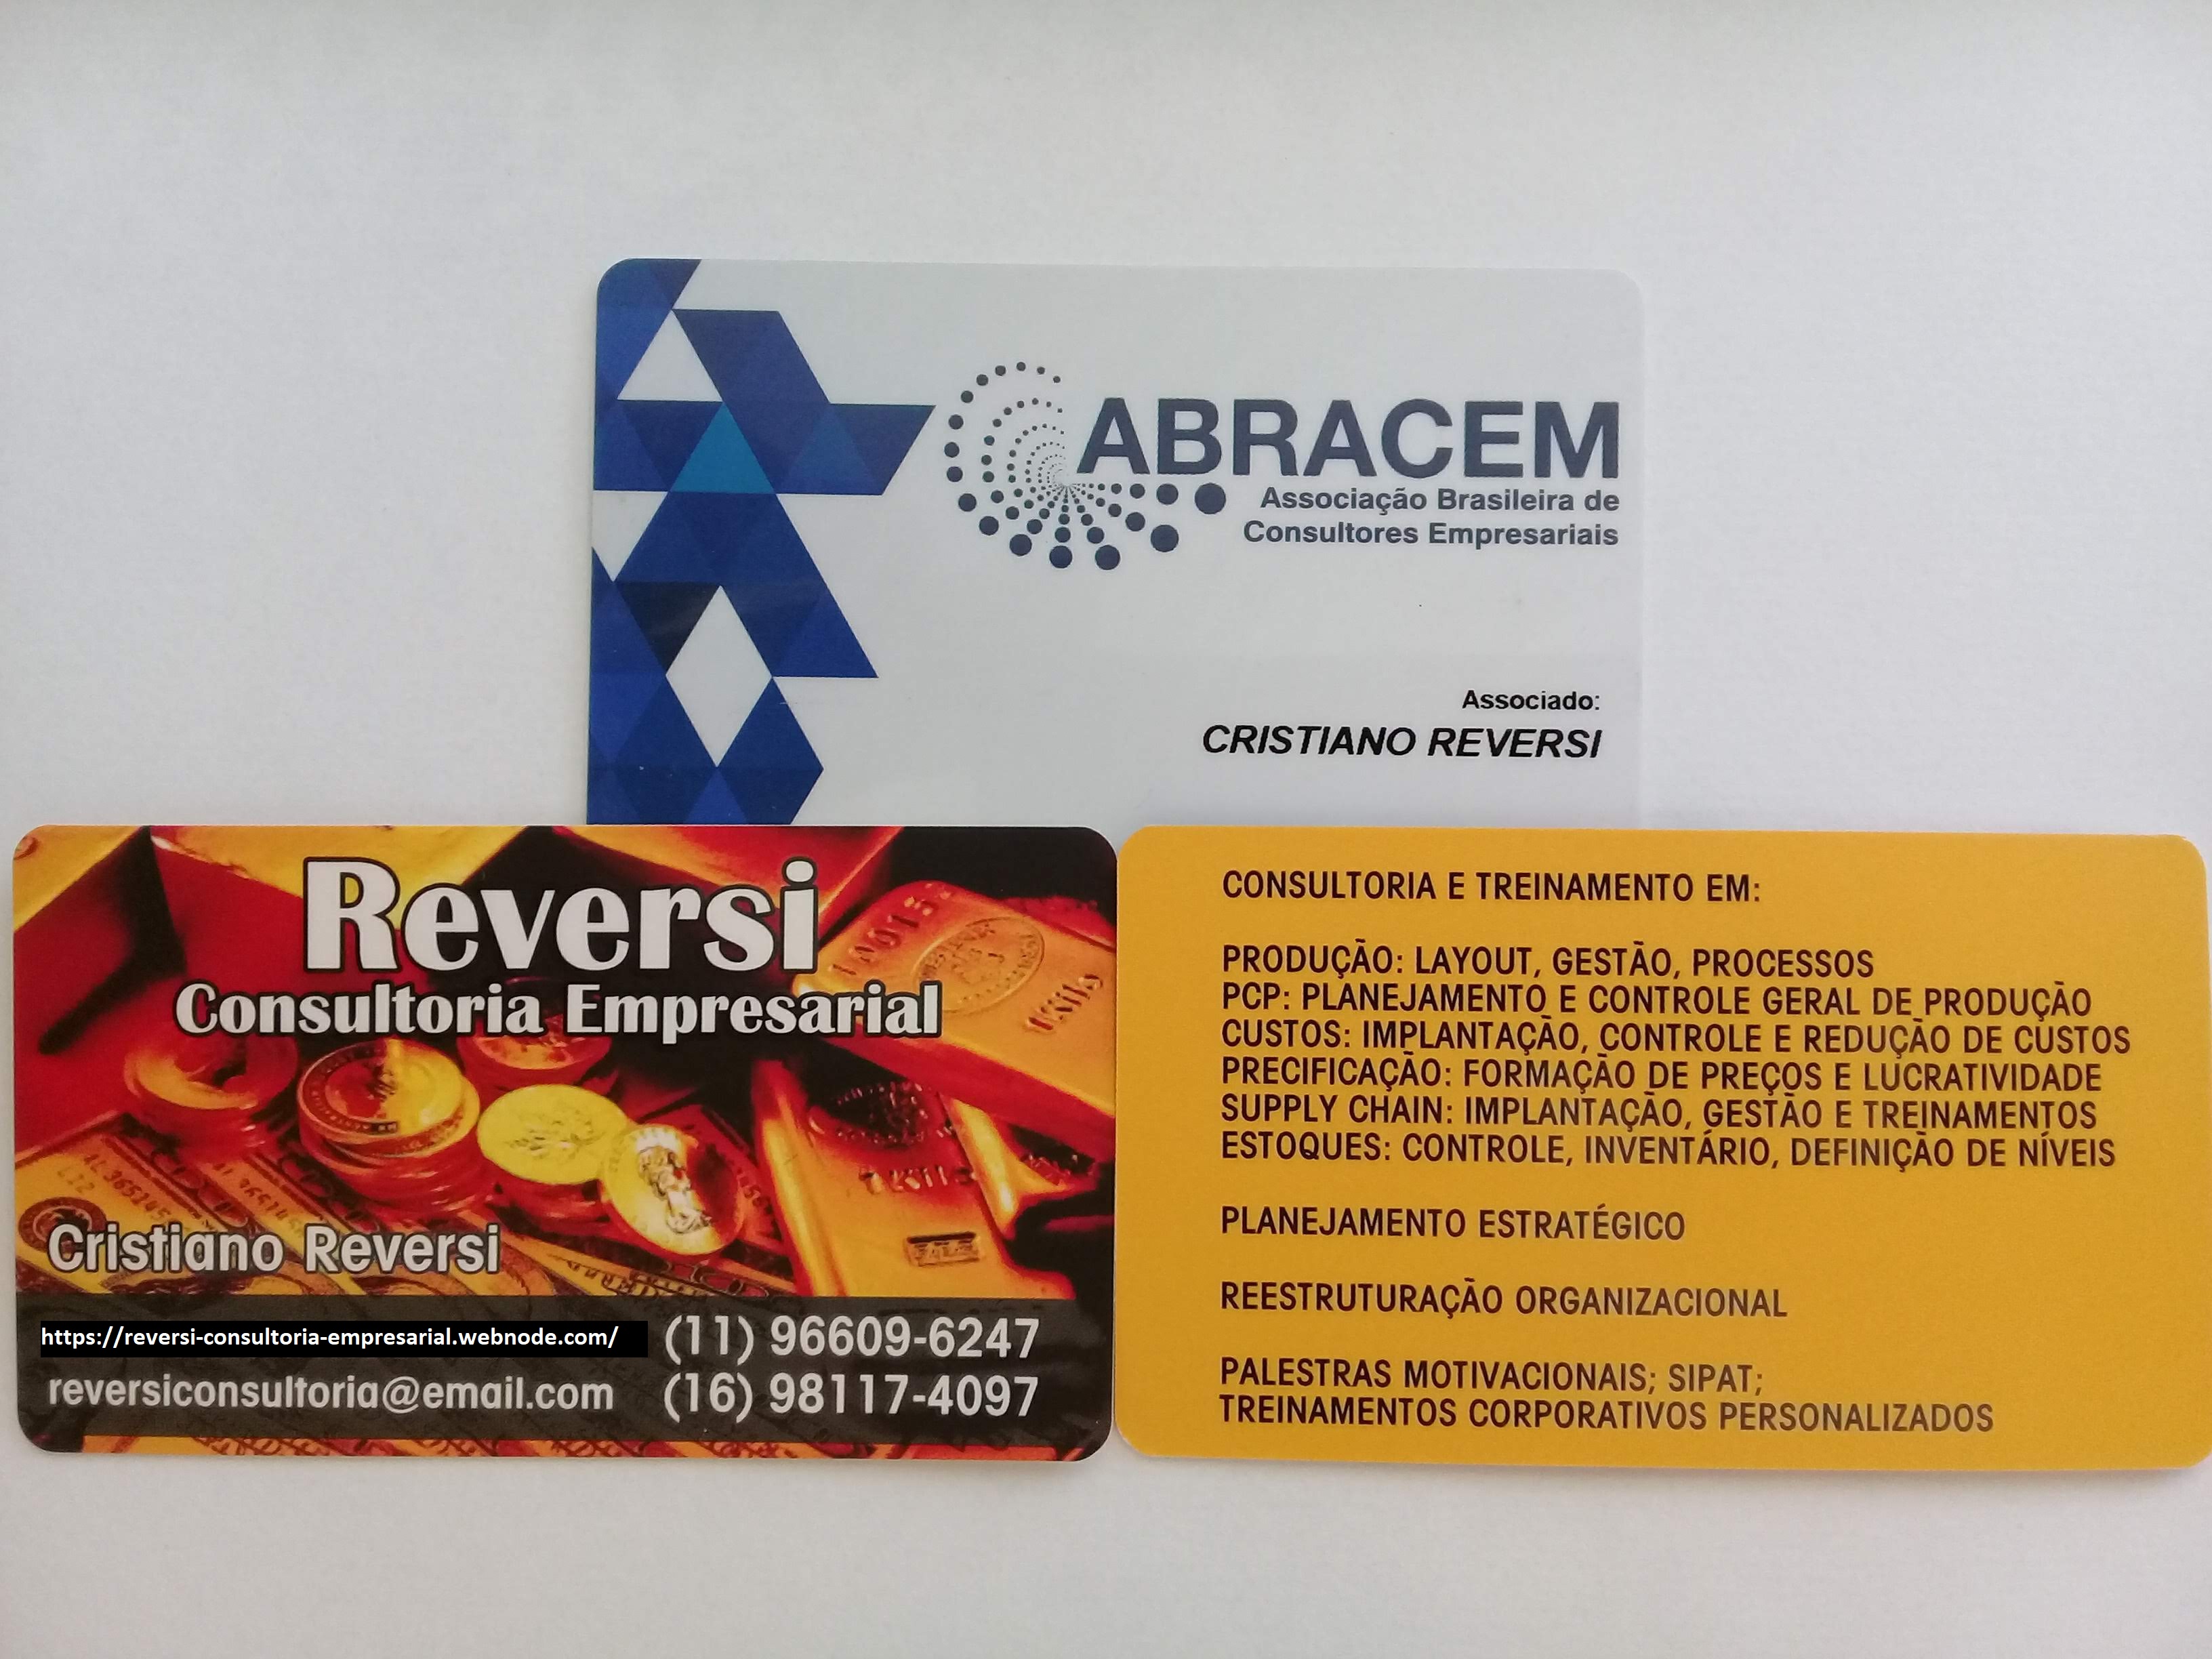 ABRACEM
Associação Brasileira de
Consultores Empresariais
Associado:
CRISTIANO REVERSI
Reversi
Consultoria Empresarial
Cristiano Reversi
https://reversi-consultoria-empresarial.webnode.com/
(11) 96609-6247
reversiconsultoria@email.com
(16) 98117-4097
CONSULTORIA E TREINAMENTO EM:
PRODUÇÃO: LAYOUT, GESTÃO, PROCESSOS
PCP: PLANEJAMENTO E CONTROLE GERAL DE PRODUÇÃO
CUSTOS: IMPLANTAÇÃO, CONTROLE E REDUÇÃO DE CUSTOS
PRECIFICAÇÃO: FORMAÇÃO DE PREÇOS E LUCRATIVIDADE
SUPPLY CHAIN: IMPLANTAÇÃO, GESTÃO E TREINAMENTOS
ESTOQUES: CONTROLE, INVENTÁRIO, DEFINIÇÃO DE NÍVEIS
PLANEJAMENTO ESTRATÉGICO
REESTRUTURAÇÃO ORGANIZACIONAL
PALESTRAS MOTIVACIONAIS; SIPAT;
TREINAMENTOS CORPORATIVOS PERSONALIZADOS